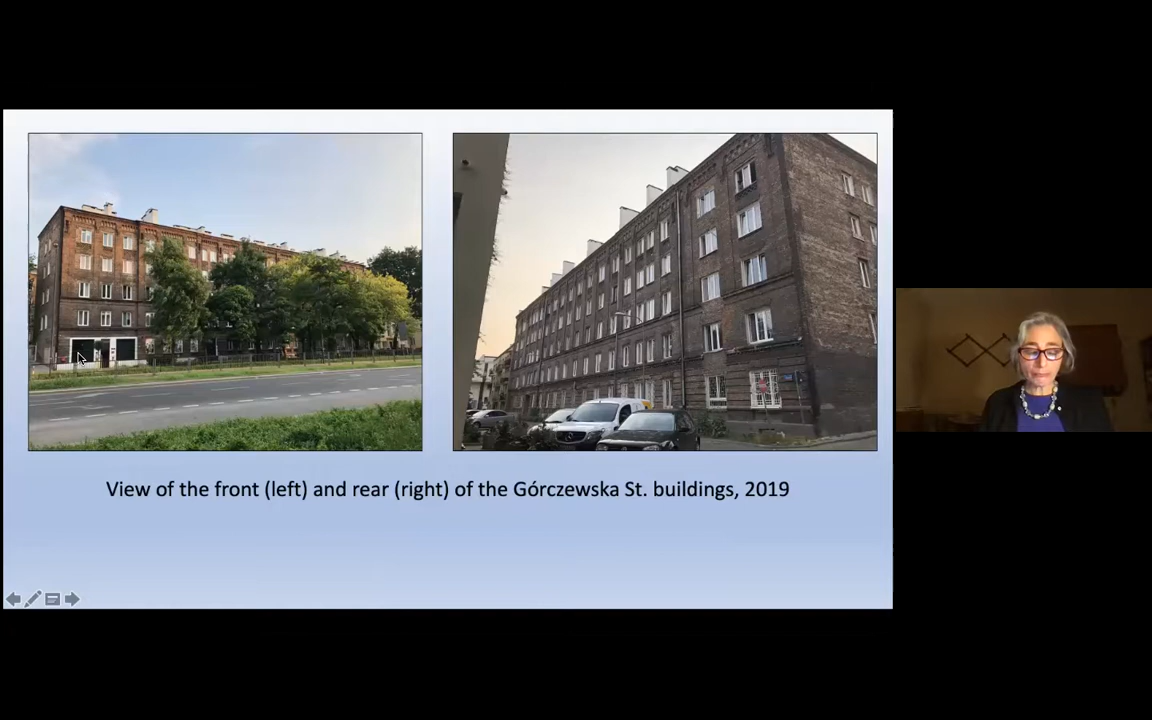 View of the front (left) and rear (right) of the Górczewska St. buildings, 2019